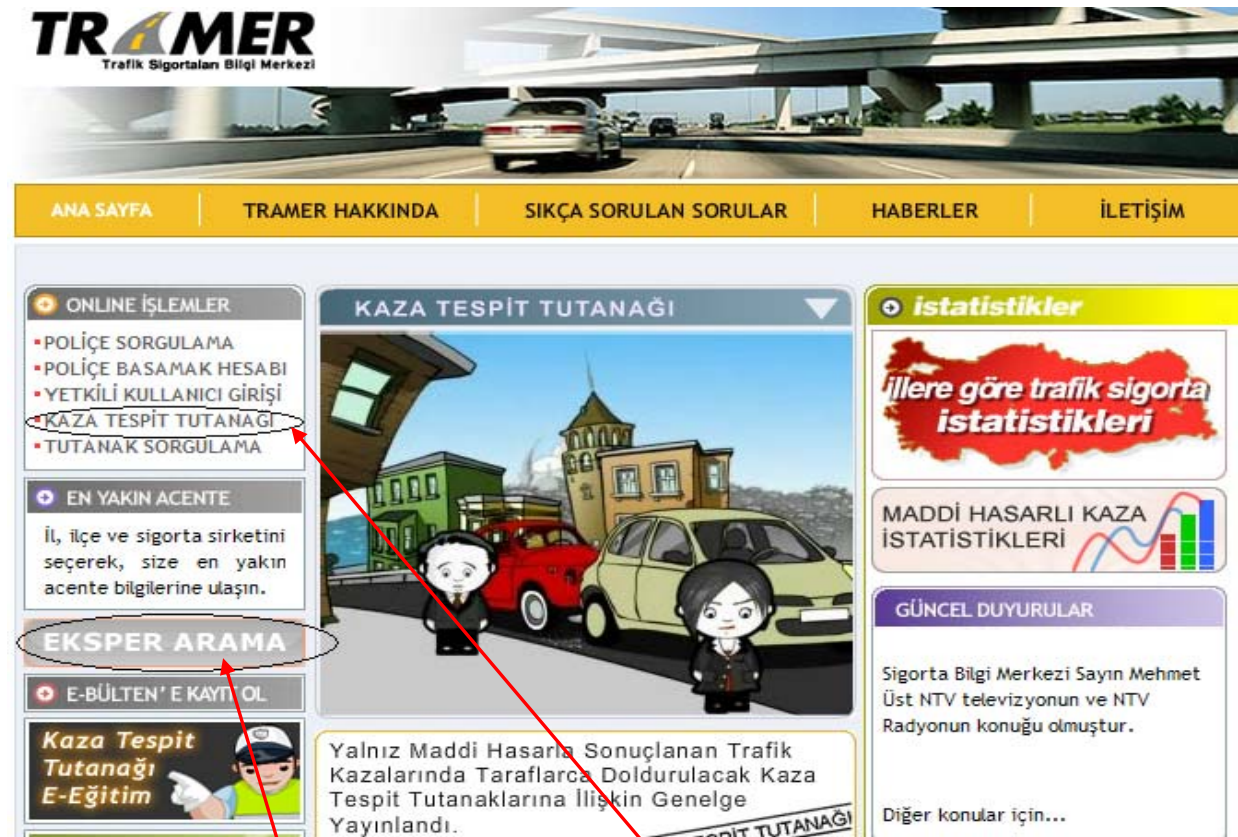 TRAMER
Trafik Sigortaları Bilgi Merkezi
ANA SAYFA
TRAMER HAKKINDA
SIKÇA SORULAN SORULAR
HABERLER
İLETİŞİM
ONLINE İŞLEMLER
POLİÇE SORGULAMA
POLİÇE BASAMAK HESABI
YETKİLİ KULLANICI GİRİŞİ
KAZA TESPİT TUTANAĞI
TUTANAK SORGULAMA
EN YAKIN ACENTE
İl, ilçe ve sigorta sirketini
seçerek, size en yakın
acente bilgilerine ulaşın.
EKSPER ARAMA
E-BÜLTEN' E KAYIT OL
Kaza Tespit
Tutanağı
E-Eğitim
KAZA TESPİT TUTANAĞI
Yalnız Maddi Hasarla Sonuçlanan Trafik
Kazalarında Taraflarca Doldurulacak Kaza
Tespit Tutanaklarına İlişkin Genelge
Yayınlandı.
TUTANAĞI
istatistikler
illere göre trafik sigorta
istatistikleri
MADDİ HASARLI KAZA
İSTATİSTİKLERİ
GÜNCEL DUYURULAR
Sigorta Bilgi Merkezi Sayın Mehmet
Üst NTV televizyonun ve NTV
Radyonun konuğu olmuştur.
Diğer konular için...